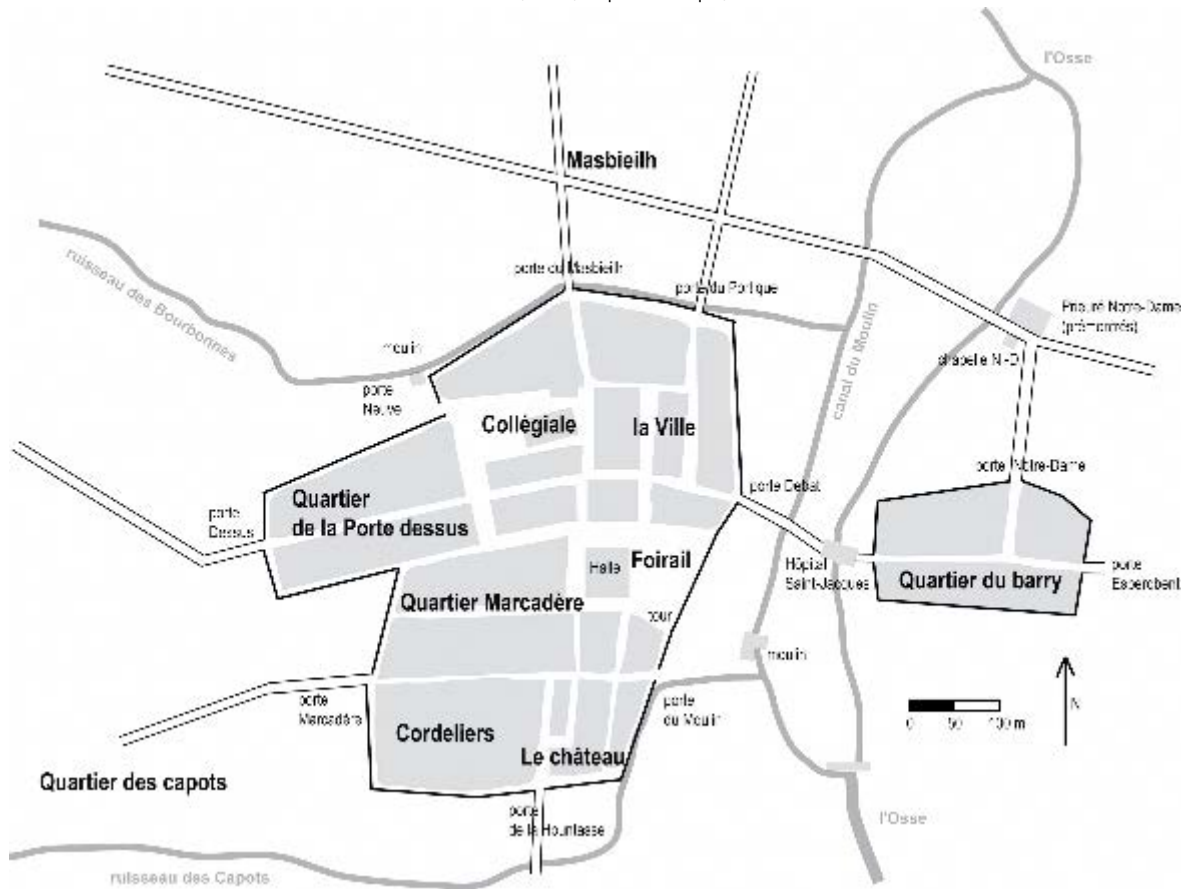 l'Osse
Masbieilh
porte du Masbieilh
porte du Portique
ruisseau des Bourbonnes
moulin
porte
Neuve
canal du Moulin
Prieuré Notre-Dame
(prémontrés)
chapelle N.-D.
Collégiale
la Ville
porte Notre-Dame
porte Debat
porte
Dessus
Quartier
de la Porte dessus
Halle
Foirail
Hôpital
Saint-Jacques
Quartier du barry
porte
Quartier Marcadère
tour
moulin
porte
Marcadère
porte
du Moulin
0 50 100 m
N
Cordeliers
Le château
Quartier des capots
porte
de la Hountasse
l'Osse
ruisseau des Capots